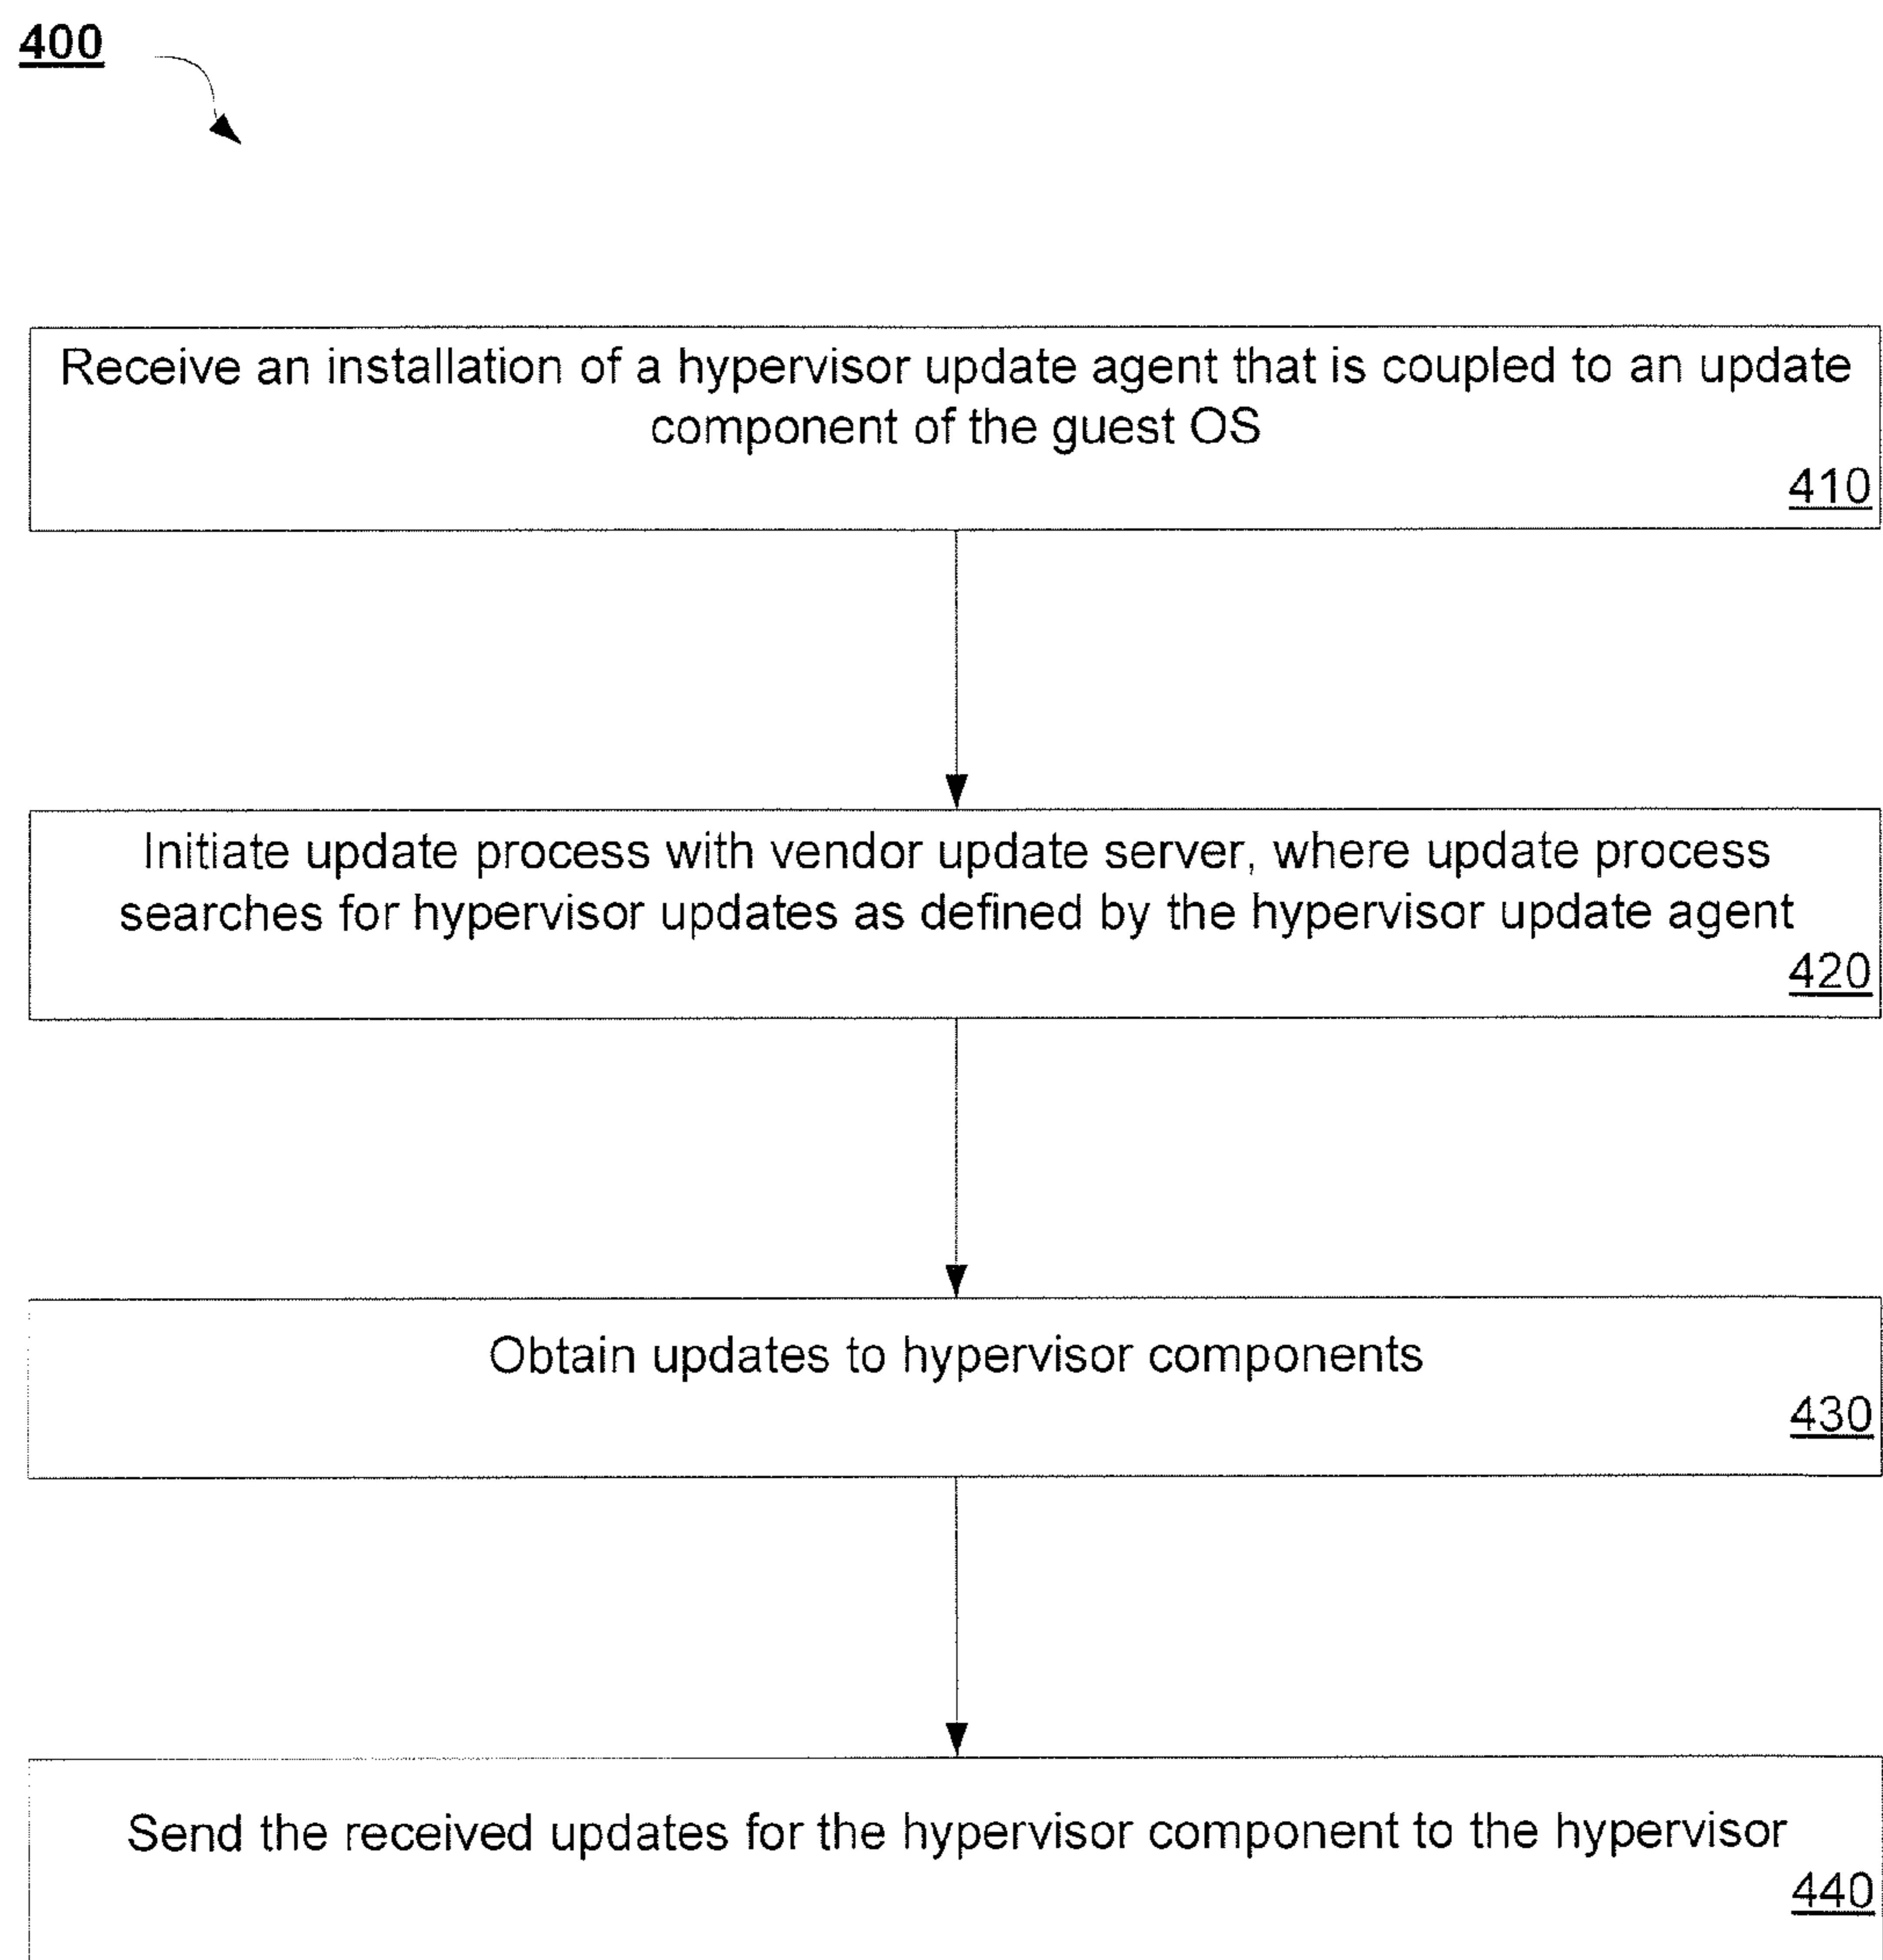 400
Receive an installation of a hypervisor update agent that is coupled to an update
component of the guest OS
410
Initiate update process with vendor update server, where update process
searches for hypervisor updates as defined by the hypervisor update agent
420
Obtain updates to hypervisor components
430
Send the received updates for the hypervisor component to the hypervisor
440